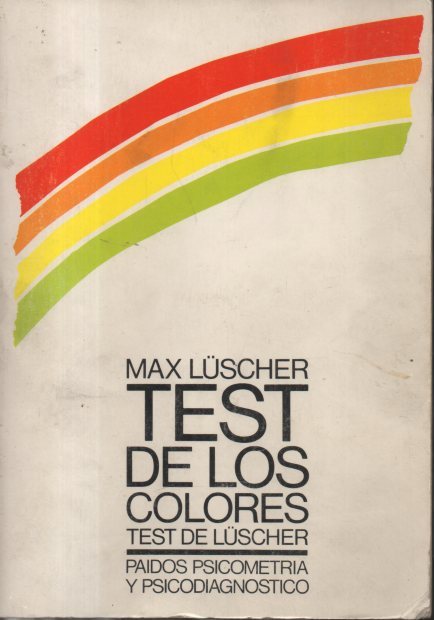 MAX LÜSCHER
TEST
DE LOS
COLORES
TEST DE LÜSCHER
PAIDOS PSICOMETRIA
Y PSICODIAGNOSTICO